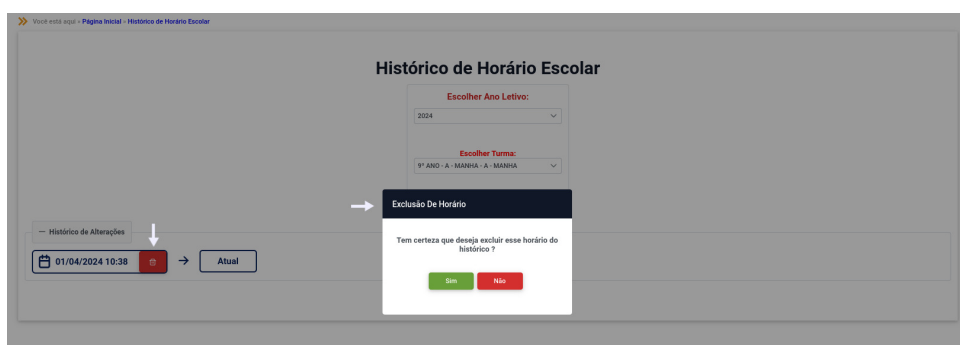 Você está aqui » Página Inicial » Histórico de Horário Escolar
Histórico de Horário Escolar
Escolher Ano Letivo:
2024
Escolher Turma:
9º ANO - A - MANHA - A - MANHA
Exclusão De Horário
Tem certeza que deseja excluir esse horário do
histórico ?
Sim Não
— Histórico de Alterações
01/04/2024 10:38 → Atual